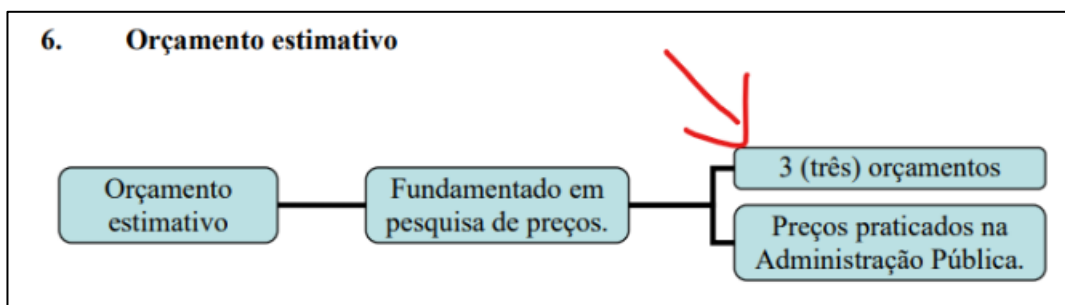 6. Orçamento estimativo
Orçamento
estimativo
Fundamentado em
pesquisa de preços.
3 (três) orçamentos
Preços praticados na
Administração Pública.